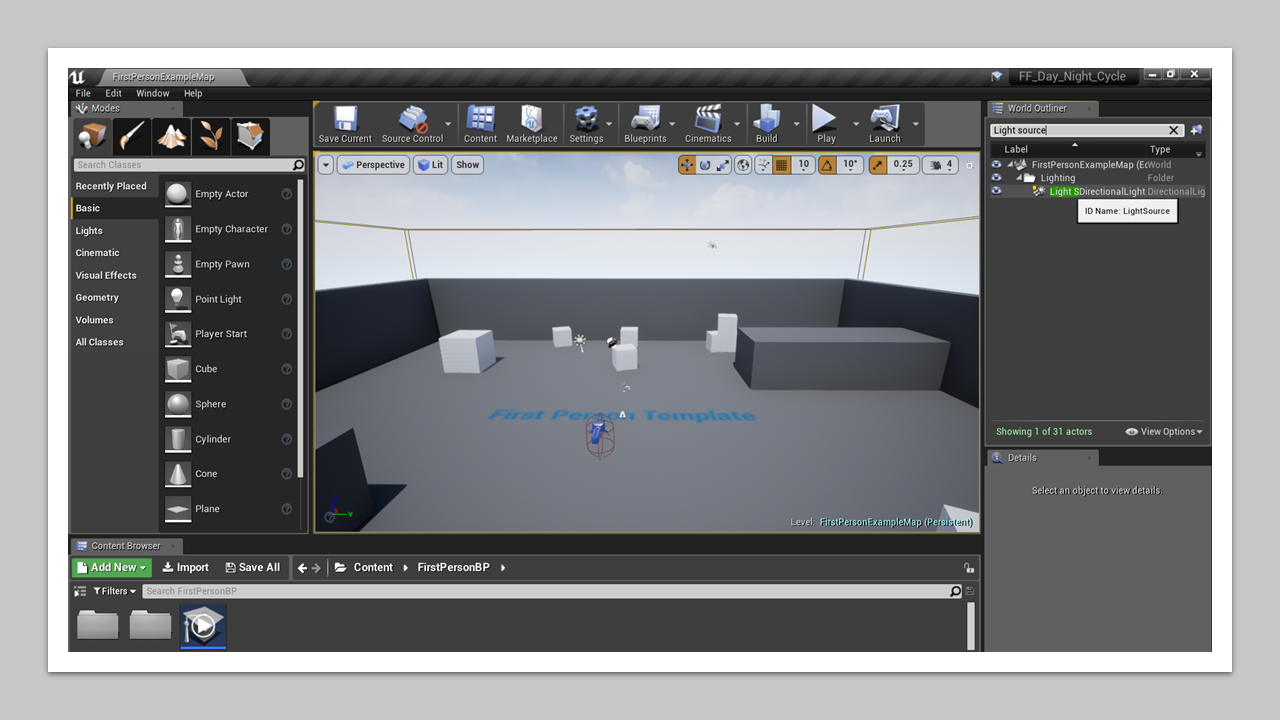 FirstPersonExampleMap
FF_Day_Night_Cycle
File Edit Window Help
Modes
Search Classes
Recently Placed
Basic
Lights
Cinematic
Visual Effects
Geometry
Volumes
All Classes
Empty Actor
Empty Character
Empty Pawn
Point Light
Player Start
Cube
Sphere
Cylinder
Cone
Plane
Save Current
Source Control
Content
Marketplace
Settings
Blueprints
Cinematics
Build
Play
Launch
Perspective
Lit
Show
10
10°
0.25
4
First Person Template
Level: FirstPersonExampleMap (Persistent)
World Outliner
Light source
Label Type
FirstPersonExampleMap (Ec World
Lighting Folder
Light SDirectionalLight DirectionalLig
ID Name: LightSource
Showing 1 of 31 actors
View Options
Details
Select an object to view details.
Content Browser
Add New
Import
Save All
Content
FirstPersonBP
Filters
Search FirstPersonBP